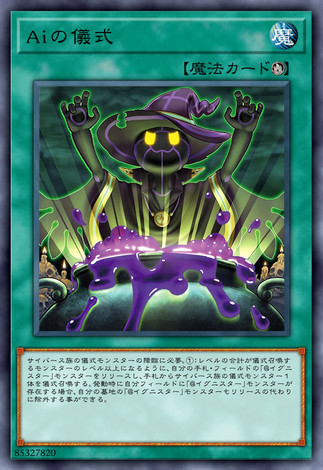 Aiの儀式
魔
【魔法カード】
サイバース族の儀式モンスターの降臨に必要。①:レベルの合計が儀式召喚す
るモンスターのレベル以上になるように、自分の手札・フィールドの「@イグニ
スター」モンスターをリリースし、手札からサイバース族の儀式モンスター1
体を儀式召喚する。発動時に自分フィールドに「@イグニスター」モンスターが
存在する場合、自分の墓地の「@イグニスター」モンスターもリリースの代わり
に除外する事ができる。
85327820